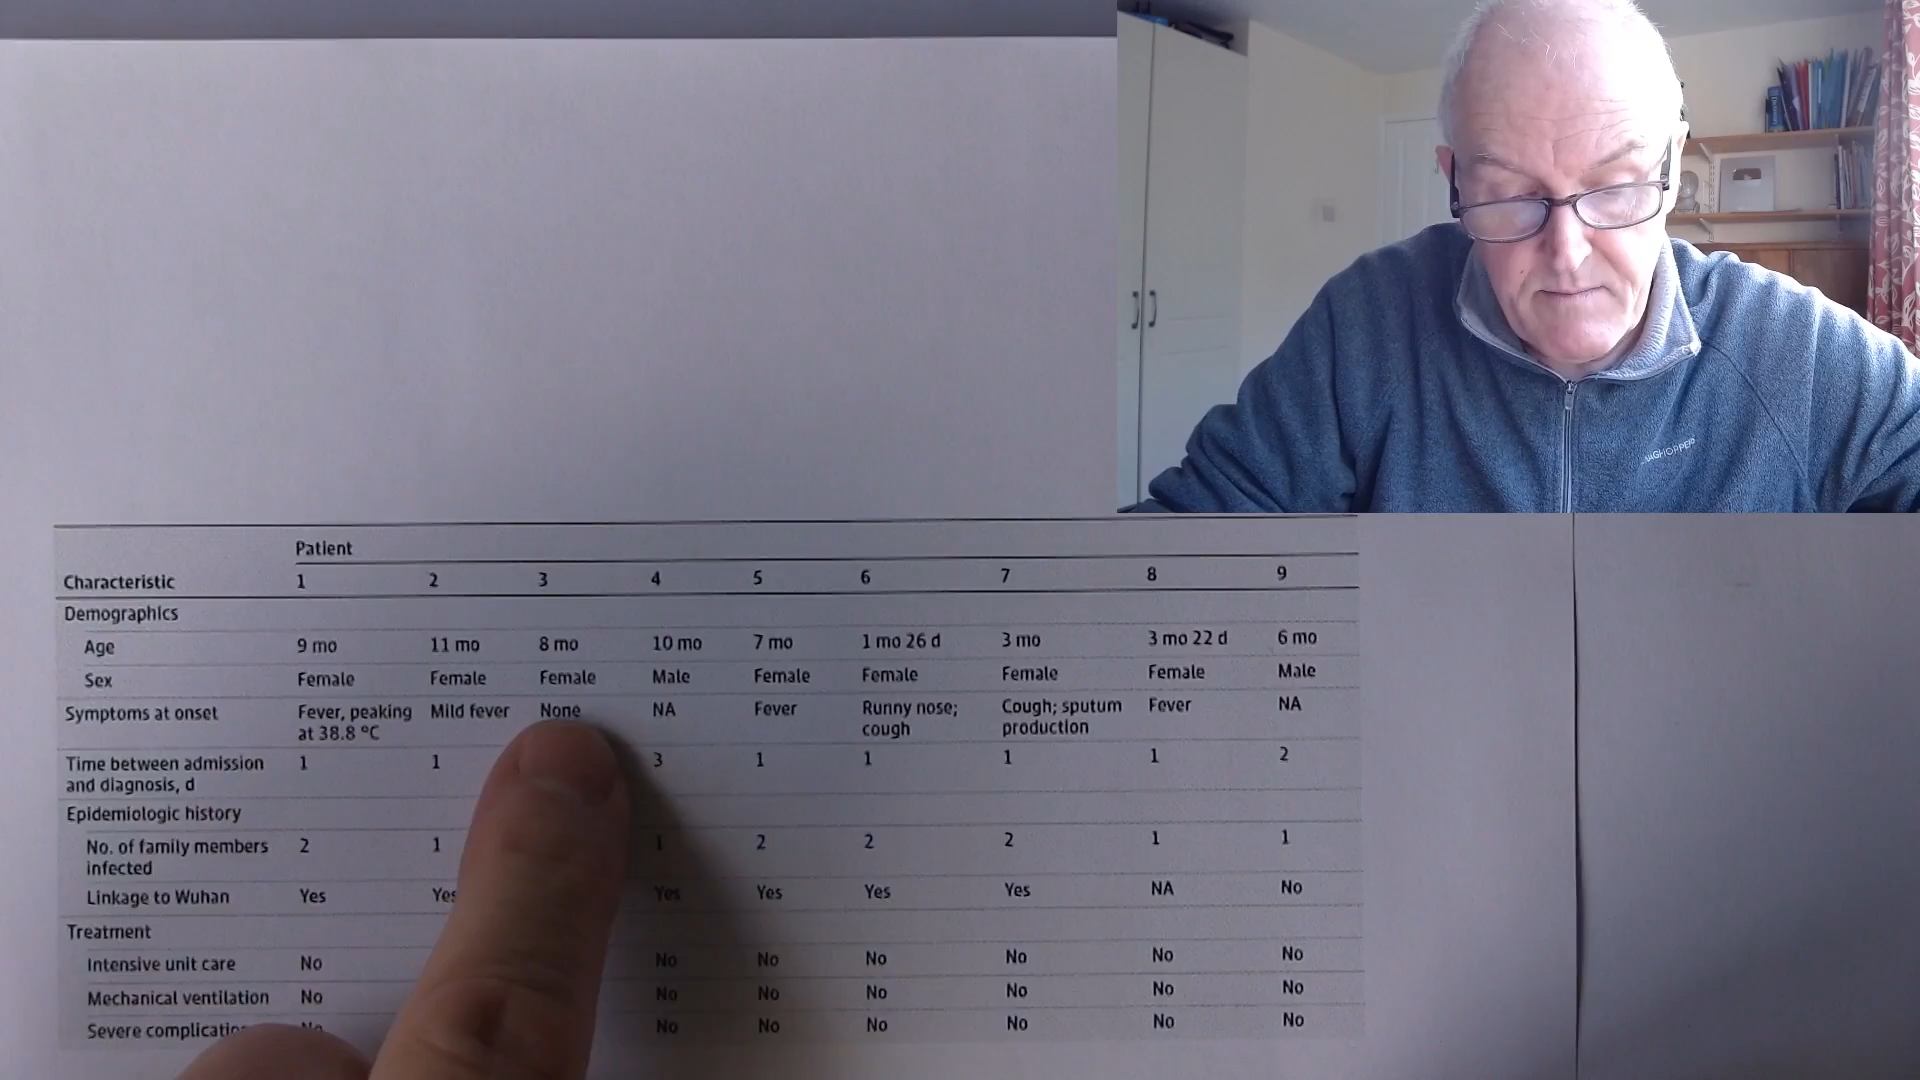 Patient
Characteristic 1 2 3 4 5 6 7 8 9
Demographics
Age 9 mo 11 mo 8 mo 10 mo 7 mo 1 mo 26 d 3 mo 3 mo 22 d 6 mo
Sex Female Female Female Male Female Female Female Female Male
Symptoms at onset Fever, peaking Mild fever None NA Fever Runny nose; Cough; sputum Fever NA
at 38.8 °C cough production
Time between admission 1 1 3 1 1 1 1 2
and diagnosis, d
Epidemiologic history
No. of family members 2 1 1 2 2 2 1 1
infected
Linkage to Wuhan Yes Yes Yes Yes Yes Yes NA No
Treatment
Intensive unit care No No No No No No No
Mechanical ventilation No No No No No No No
Severe No No No No No No